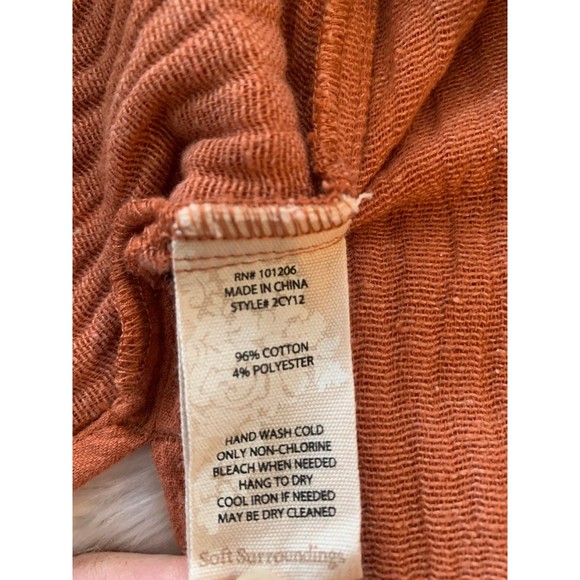 RN# 101206
MADE IN CHINA
STYLE# 2CY12
96% COTTON
4% POLYESTER
HAND WASH COLD
ONLY NON-CHLORINE
BLEACH WHEN NEEDED
HANG TO DRY
COOL IRON IF NEEDED
MAY BE DRY CLEANED
Soft Surroundings